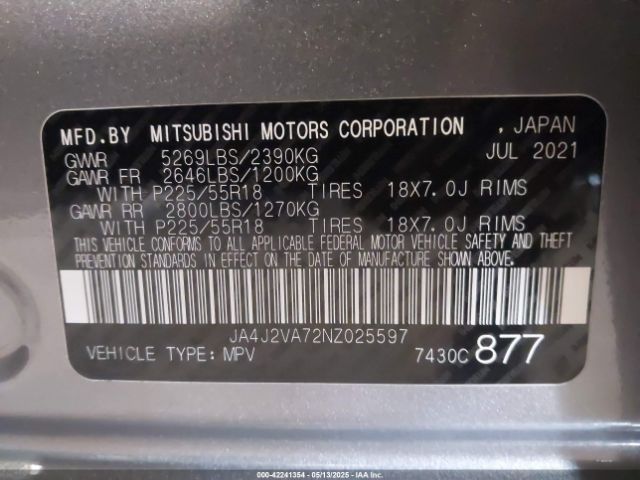 MFD.BY MITSUBISHI MOTORS CORPORATION , JAPAN
GVWR 5269LBS/2390KG JUL 2021
GAWR FR 2646LBS/1200KG
WITH P225/55R18 TIRES 18X7.0J RIMS
GAWR RR 2800LBS/1270KG
WITH P225/55R18 TIRES 18X7.0J RIMS
THIS VEHICLE CONFORMS TO ALL APPLICABLE FEDERAL MOTOR VEHICLE SAFETY AND THEFT
PREVENTION STANDARDS IN EFFECT ON THE DATE OF MANUFACTURE SHOWN ABOVE.
JA4J2VA72NZ025597
VEHICLE TYPE: MPV 7430C 877
000-42241354 - 05/13/2025 - IAA Corp.